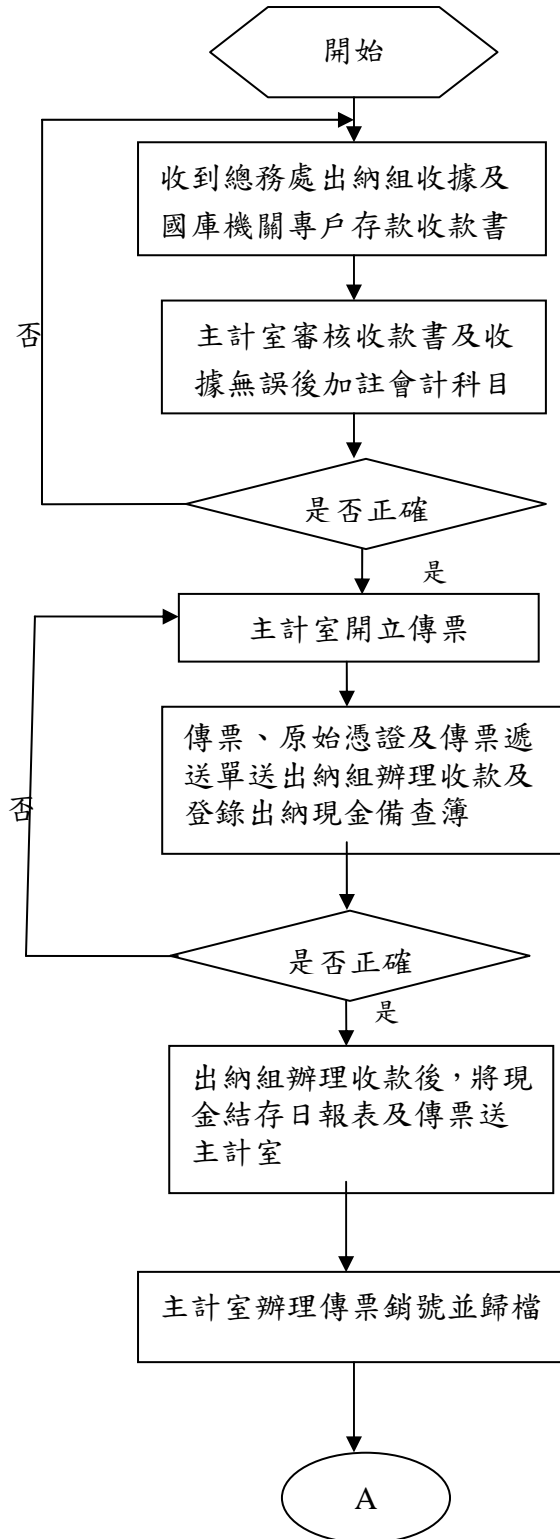 開始
收到總務處出納組收據及
國庫機關專戶存款收款書
否
主計室審核收款書及收
據無誤後加註會計科目
是否正確
是
主計室開立傳票
傳票、原始憑證及傳票遞
送單送出納組辦理收款及
登錄出納現金備查簿
否
是否正確
是
出納組辦理收款後，將現
金結存日報表及傳票送
主計室
主計室辦理傳票銷號並歸檔
A